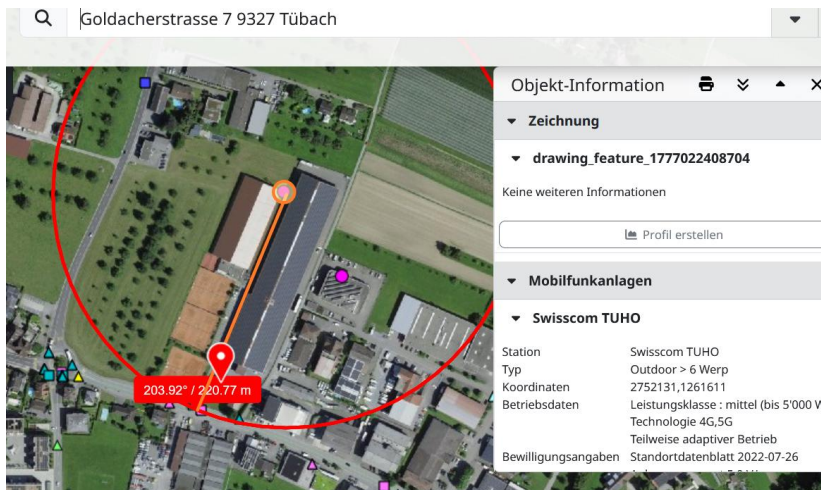 Goldacherstrasse 7 9327 Tübach
Objekt-Information
Zeichnung
drawing_feature_1777022408704
Keine weiteren Informationen
Profil erstellen
Mobilfunkanlagen
Swisscom TUHO
Station Swisscom TUHO
Typ Outdoor > 6 Werp
Koordinaten 2752131,1261611
Betriebsdaten Leistungsklasse : mittel (bis 5'000 W
Technologie 4G,5G
Teilweise adaptiver Betrieb
Bewilligungsangaben Standortdatenblatt 2022-07-26
203.92° / 220.77 m